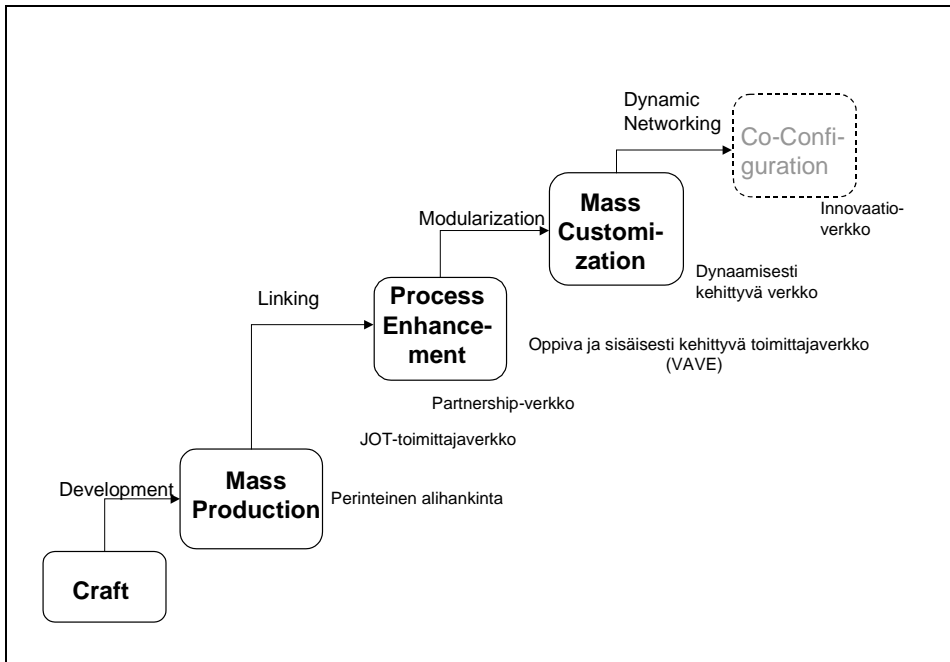 Dynamic
Networking
Co-Confi-
guration
Innovaatio-
verkko
Modularization
Mass
Customi-
zation
Dynaamisesti
kehittyvä verkko
Linking
Process
Enhance-
ment
Oppiva ja sisäisesti kehittyvä toimittajaverkko
(VAVE)
Partnership-verkko
JOT-toimittajaverkko
Development
Mass
Production
Perinteinen alihankinta
Craft